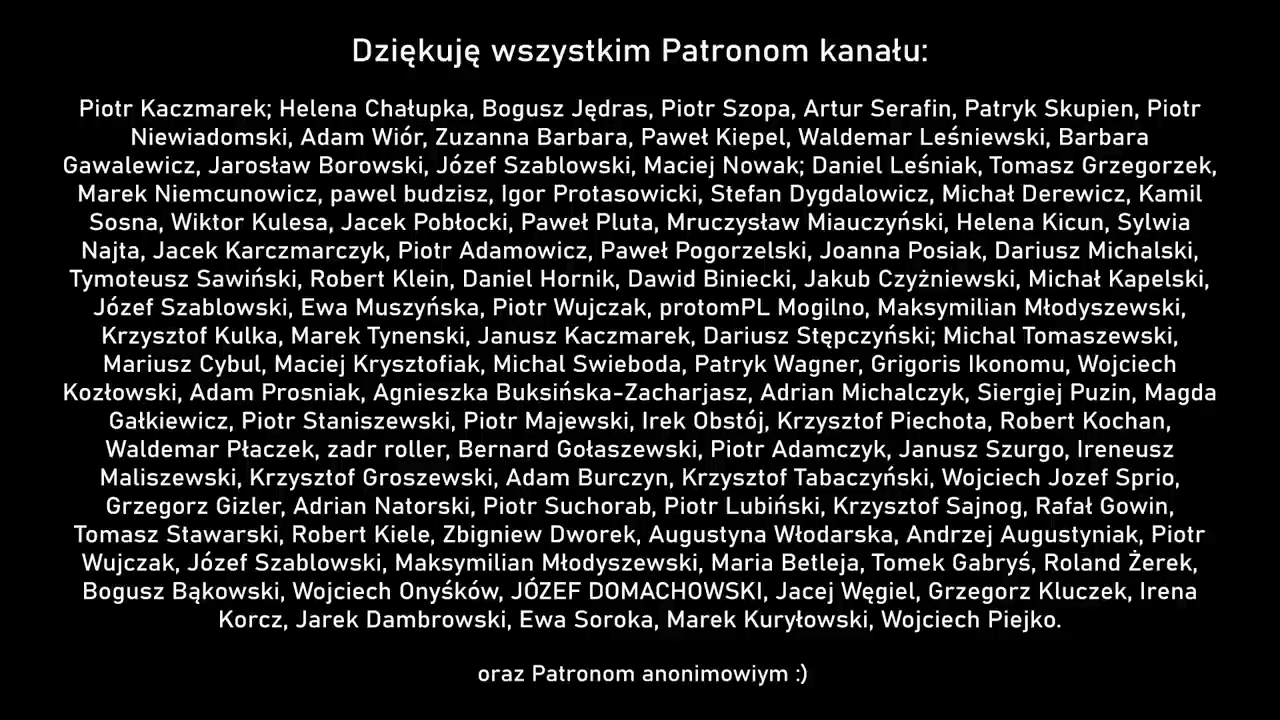 Dziękuję wszystkim Patronom kanału:
Piotr Kaczmarek; Helena Chałupka, Bogusz Jędras, Piotr Szopa, Artur Serafin, Patryk Skupien, Piotr
Niewiadomski, Adam Wiór, Zuzanna Barbara, Paweł Kiepel, Waldemar Leśniewski, Barbara
Gawalewicz, Jarosław Borowski, Józef Szablowski, Maciej Nowak; Daniel Leśniak, Tomasz Grzegorzek,
Marek Niemcunowicz, pawel budzisz, Igor Protasowicki, Stefan Dygdalowicz, Michał Derewicz, Kamil
Sosna, Wiktor Kulesa, Jacek Pobłocki, Paweł Pluta, Mruczysław Miauczyński, Helena Kicun, Sylwia
Najta, Jacek Karczmarczyk, Piotr Adamowicz, Paweł Pogorzelski, Joanna Posiak, Dariusz Michalski,
Tymoteusz Sawiński, Robert Klein, Daniel Hornik, Dawid Biniecki, Jakub Czyżniewski, Michał Kapelski,
Józef Szablowski, Ewa Muszyńska, Piotr Wujczak, protomPL Mogilno, Maksymilian Młodyszewski,
Krzysztof Kulka, Marek Tynenski, Janusz Kaczmarek, Dariusz Stępczyński; Michal Tomaszewski,
Mariusz Cybul, Maciej Krysztofiak, Michal Swieboda, Patryk Wagner, Grigoris Ikonomu, Wojciech
Kozłowski, Adam Prosniak, Agnieszka Buksińska-Zacharjasz, Adrian Michalczyk, Siergiej Puzin, Magda
Gałkiewicz, Piotr Staniszewski, Piotr Majewski, Irek Obstój, Krzysztof Piechota, Robert Kochan,
Waldemar Płaczek, zadr roller, Bernard Gołaszewski, Piotr Adamczyk, Janusz Szurgo, Ireneusz
Maliszewski, Krzysztof Groszewski, Adam Burczyn, Krzysztof Tabaczyński, Wojciech Jozef Sprio,
Grzegorz Gizler, Adrian Natorski, Piotr Suchorab, Piotr Lubiński, Krzysztof Sajnog, Rafał Gowin,
Tomasz Stawarski, Robert Kiele, Zbigniew Dworek, Augustyna Włodarska, Andrzej Augustyniak, Piotr
Wujczak, Józef Szablowski, Maksymilian Młodyszewski, Maria Betleja, Tomek Gabryś, Roland Żerek,
Bogusz Bąkowski, Wojciech Onyśków, JÓZEF DOMACHOWSKI, Jacej Węgiel, Grzegorz Kluczek, Irena
Korcz, Jarek Dambrowski, Ewa Soroka, Marek Kuryłowski, Wojciech Piejko.
oraz Patronom anonimowiym :)